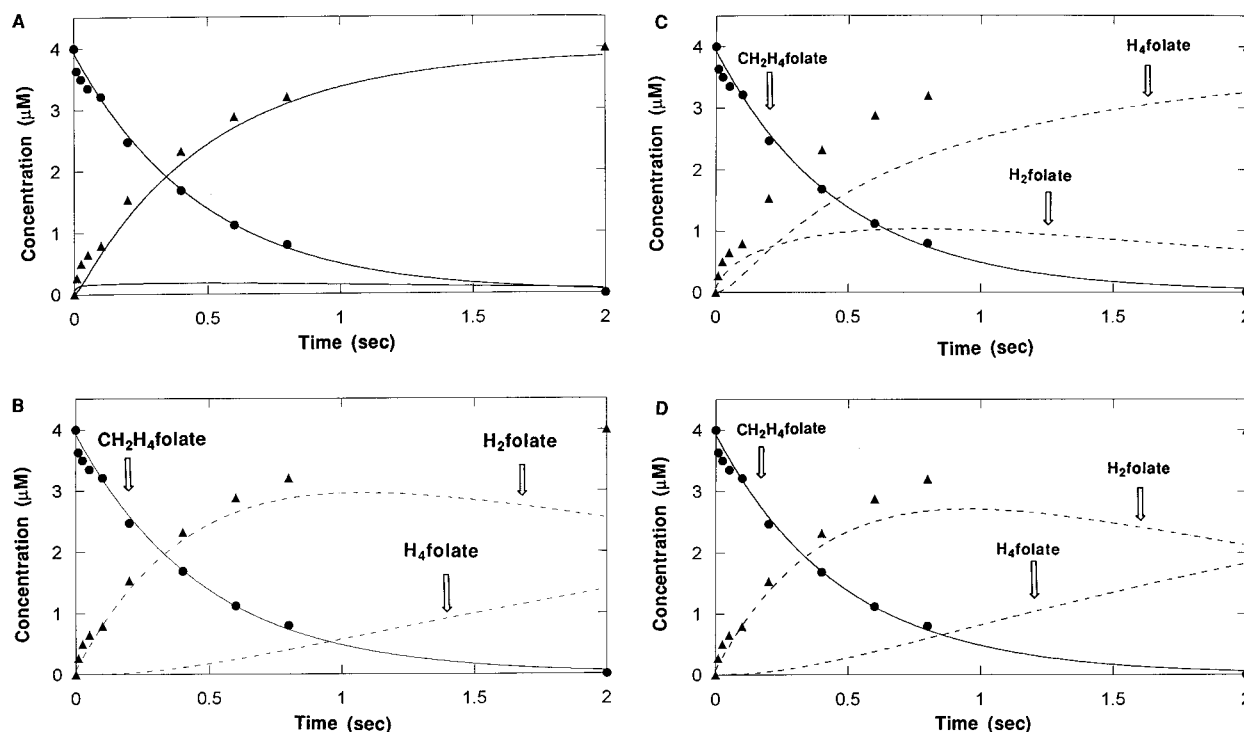 A
Concentration (μM)
4
3
2
1
0
0
0.5
1
1.5
2
Time (sec)
C
Concentration (μM)
4
3
2
1
0
CH₂H₄folate
H₄folate
H₂folate
0
0.5
1
1.5
2
Time (sec)
B
Concentration (μM)
4
3
2
1
0
CH₂H₄folate
H₂folate
H₄folate
0
0.5
1
1.5
2
Time (sec)
D
Concentration (μM)
4
3
2
1
0
CH₂H₄folate
H₂folate
H₄folate
0
0.5
1
1.5
2
Time (sec)